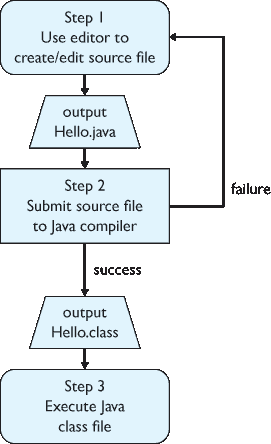 Step 1
Use editor to
create/edit source file
output
Hello.java
Step 2
Submit source file
to Java compiler
failure
success
output
Hello.class
Step 3
Execute Java
class file